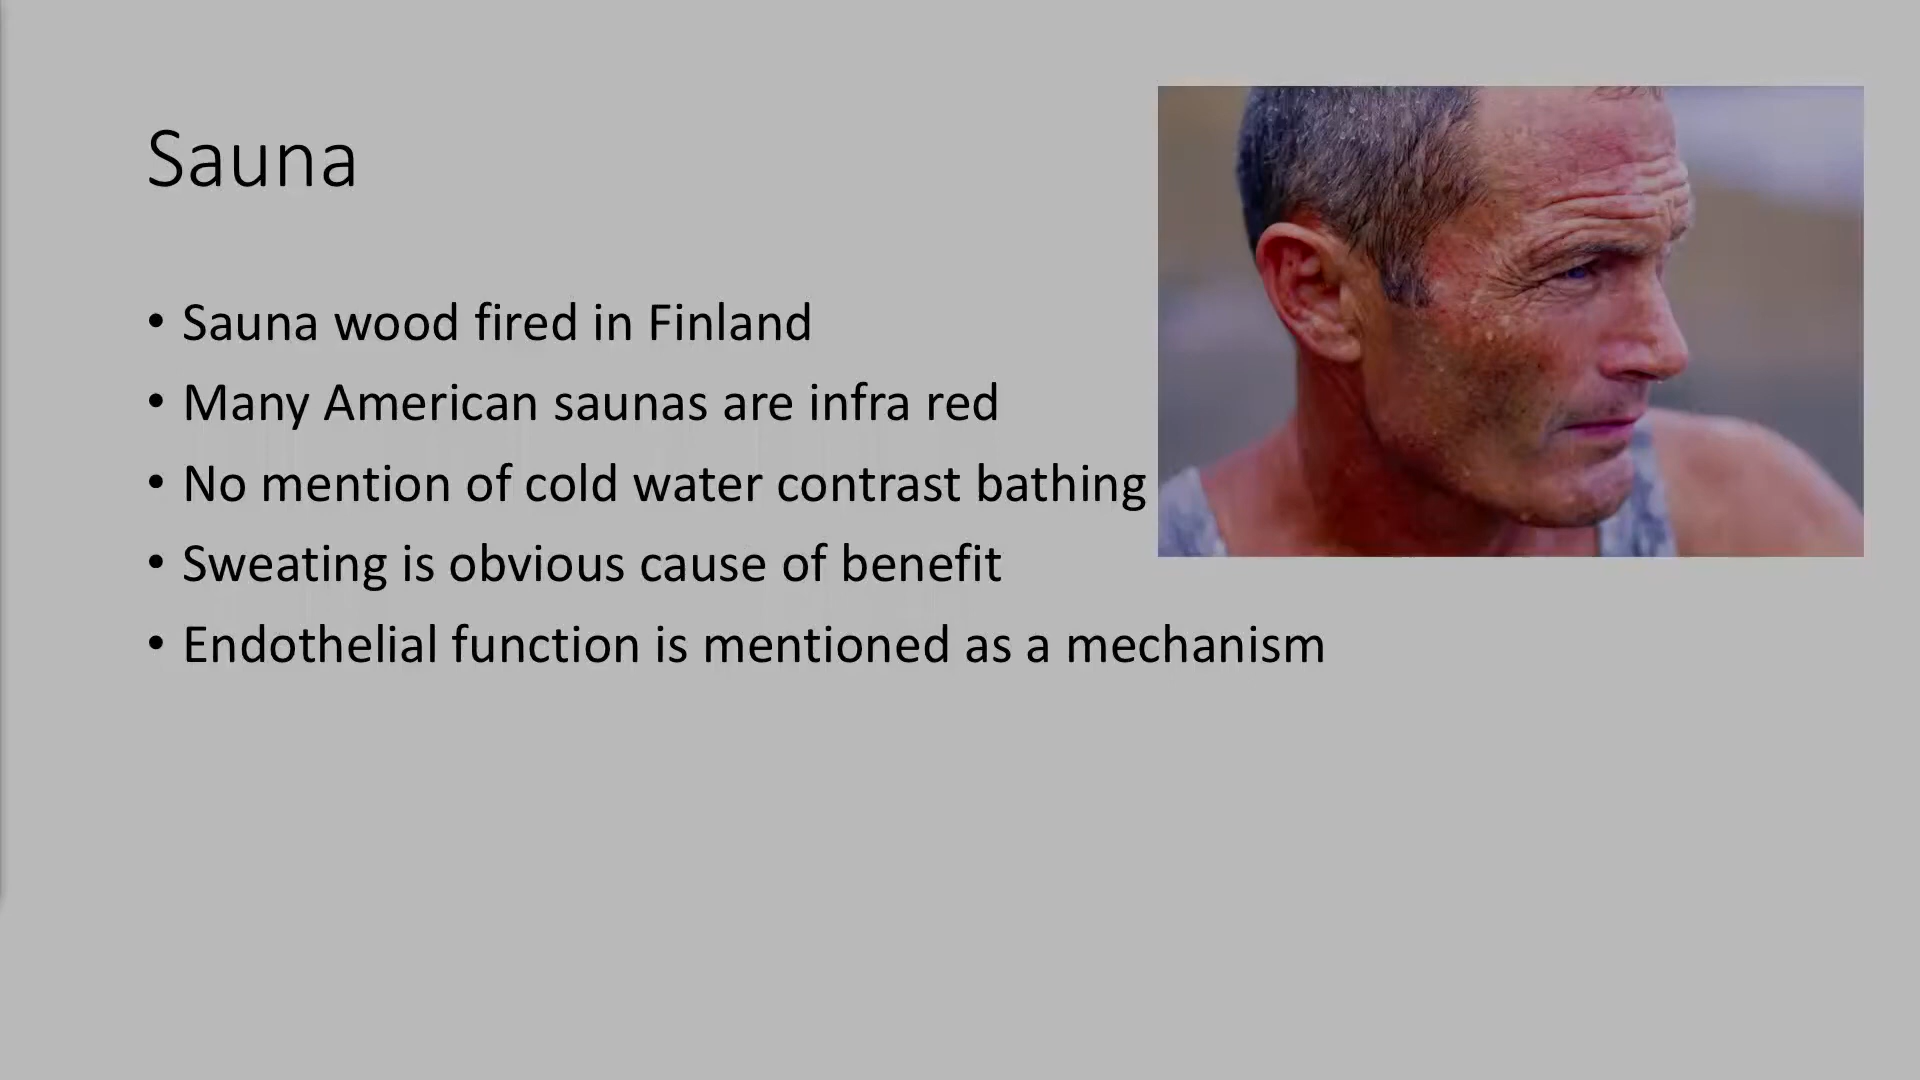 Sauna
• Sauna wood fired in Finland
• Many American saunas are infra red
• No mention of cold water contrast bathing
• Sweating is obvious cause of benefit
• Endothelial function is mentioned as a mechanism